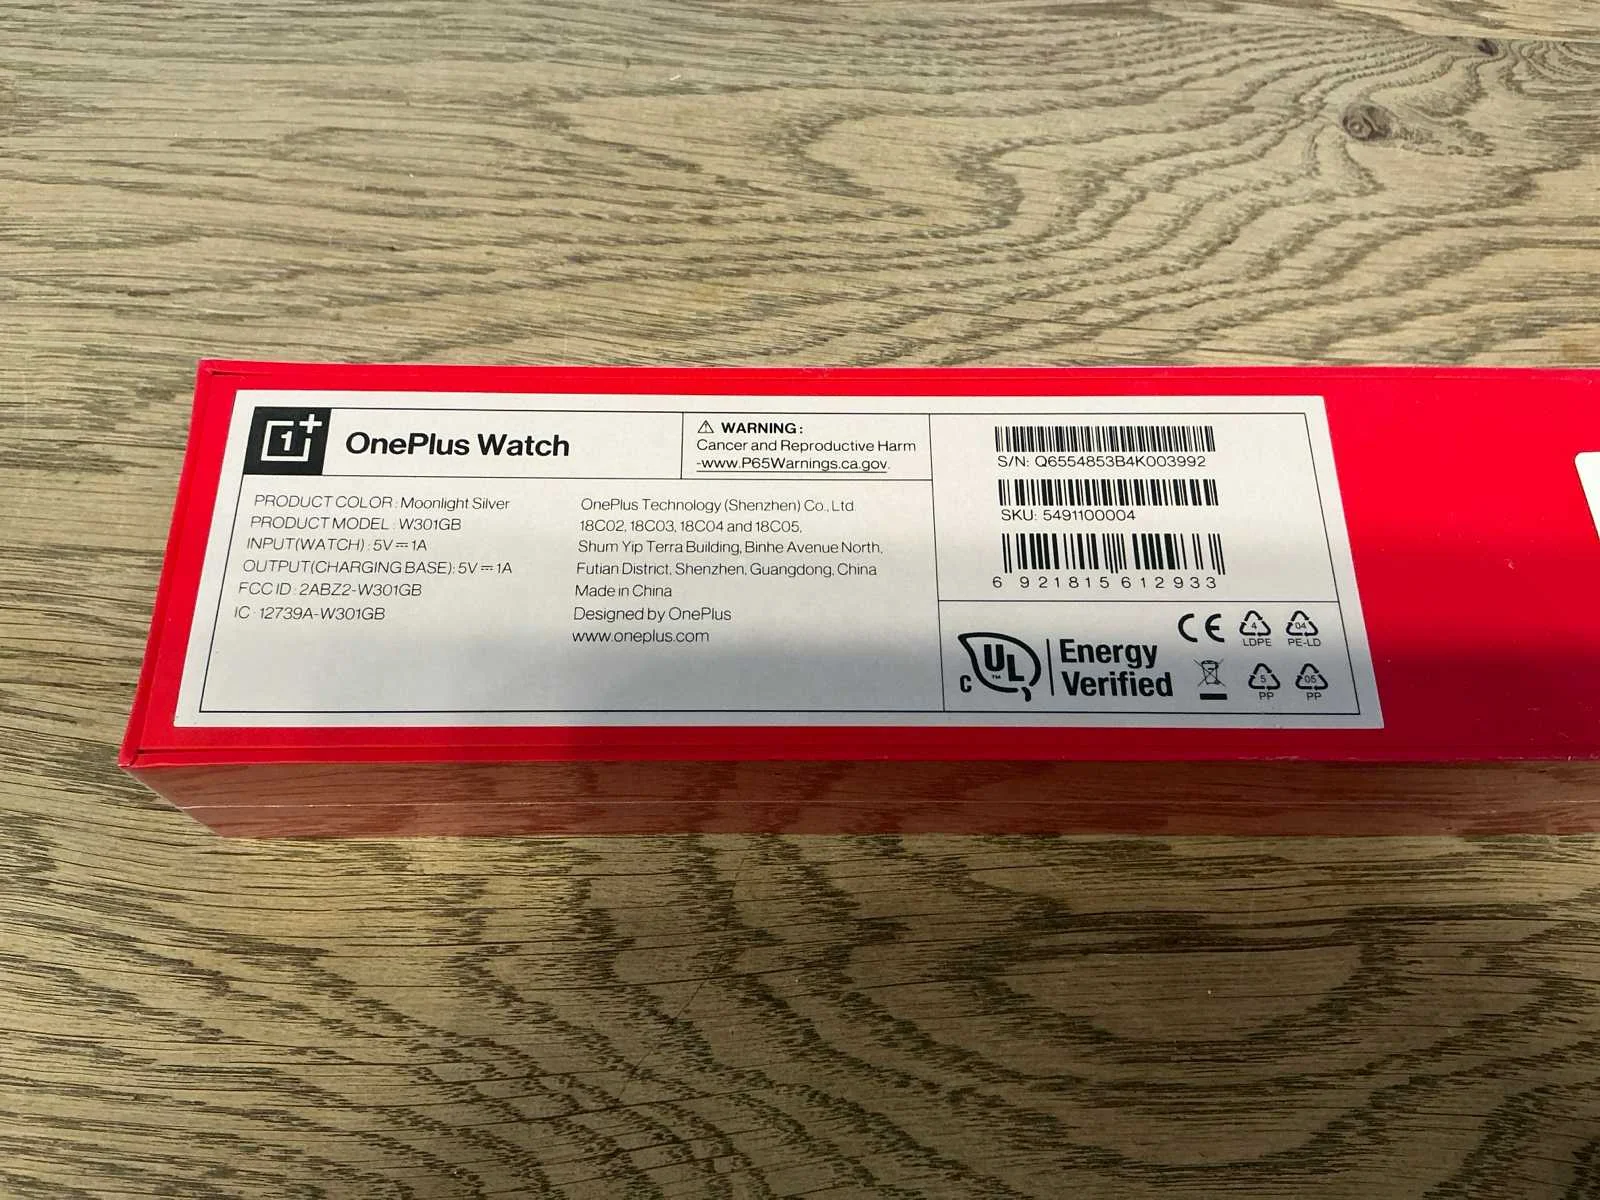 OnePlus Watch
⚠ WARNING:
Cancer and Reproductive Harm
-www.P65Warnings.ca.gov.
PRODUCT COLOR : Moonlight Silver
PRODUCT MODEL : W301GB
INPUT(WATCH) : 5V⎓1A
OUTPUT(CHARGING BASE): 5V⎓1A
FCC ID : 2ABZ2-W301GB
IC : 12739A-W301GB
OnePlus Technology (Shenzhen) Co., Ltd.
18C02, 18C03, 18C04 and 18C05,
Shum Yip Terra Building, Binhe Avenue North,
Futian District, Shenzhen, Guangdong, China
Made in China
Designed by OnePlus
www.oneplus.com
S/N: Q6554853B4K003992
SKU: 5491100004
6 921815 612933
C UL ™ Energy
Verified
CE
4
LDPE
04
PE-LD
5
PP
05
PP